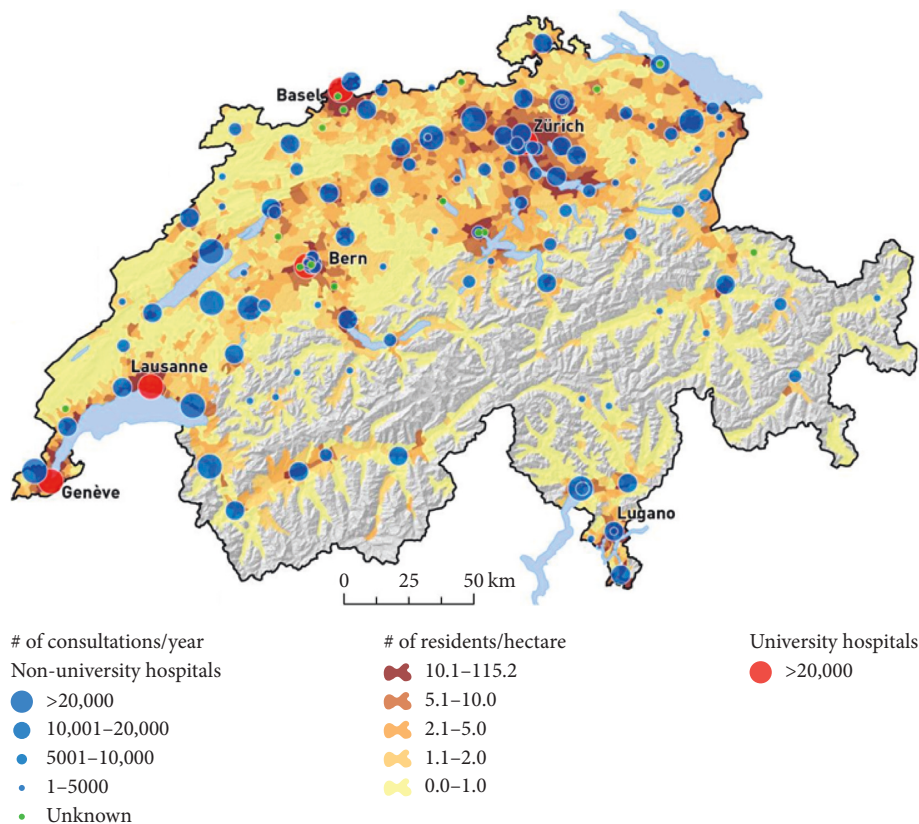 Basel
Zürich
Bern
Lausanne
Genève
Lugano
0 25 50 km
# of consultations/year
Non-university hospitals
>20,000
10,001–20,000
5001–10,000
1–5000
Unknown
# of residents/hectare
10.1–115.2
5.1–10.0
2.1–5.0
1.1–2.0
0.0–1.0
University hospitals
>20,000